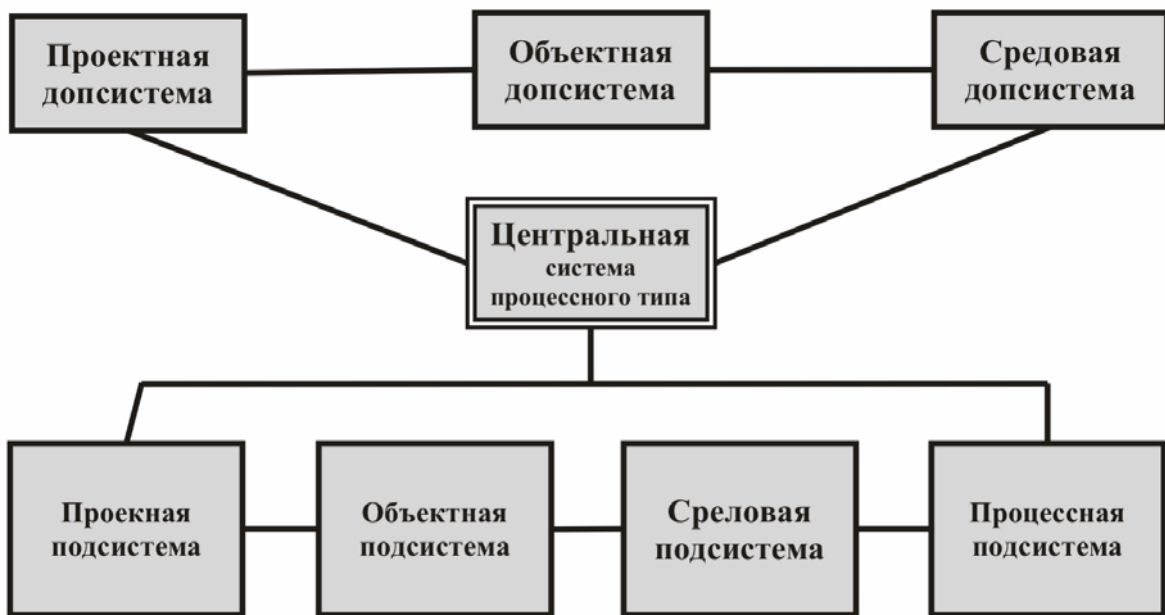 Проектная
допсистема
Объектная
допсистема
Средовая
допсистема
Центральная
система
процессного типа
Проекная
подсистема
Объектная
подсистема
Среловая
подсистема
Процессная
подсистема